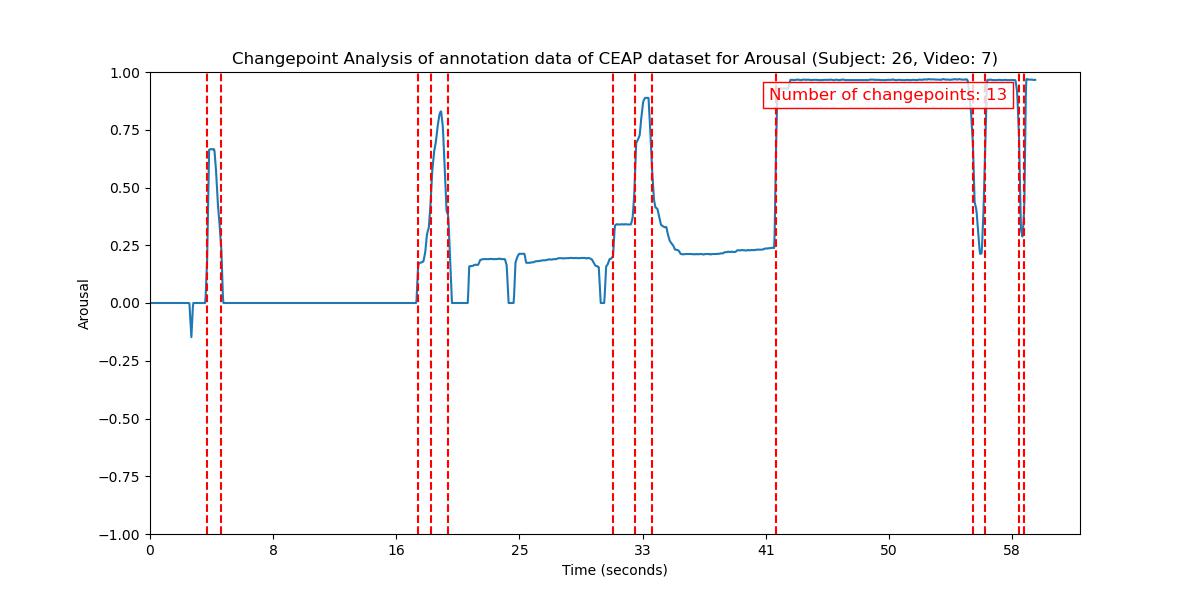 Changepoint Analysis of annotation data of CEAP dataset for Arousal (Subject: 26, Video: 7)
Number of changepoints: 13
1.00
0.75
0.50
0.25
0.00
−0.25
−0.50
−0.75
−1.00
Arousal
0 8 16 25 33 41 50 58
Time (seconds)